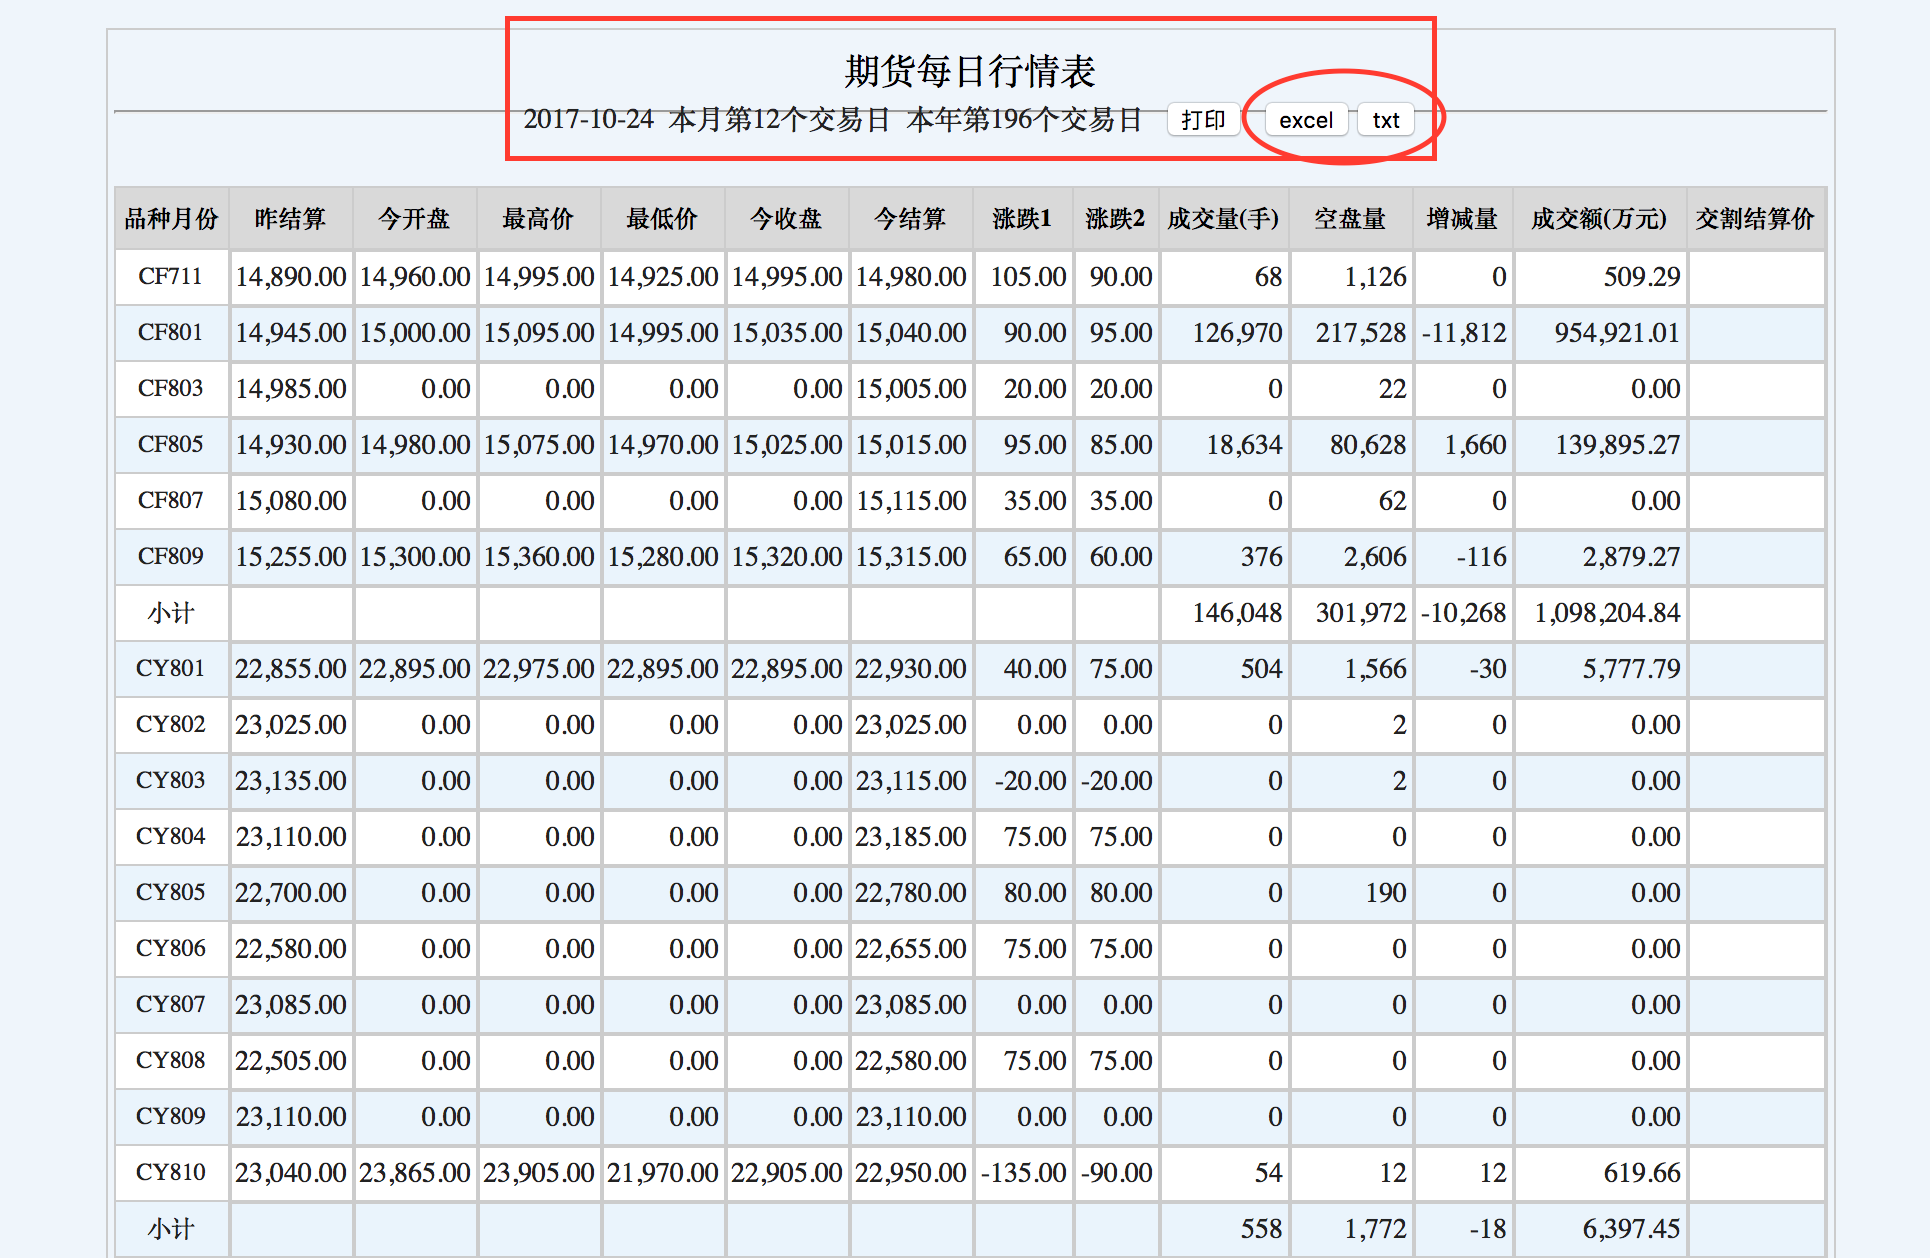 期货每日行情表
2017-10-24 本月第12个交易日 本年第196个交易日 打印 excel txt
品种月份 昨结算 今开盘 最高价 最低价 今收盘 今结算 涨跌1 涨跌2 成交量(手) 空盘量 增减量 成交额(万元) 交割结算价
CF711 14,890.00 14,960.00 14,995.00 14,925.00 14,995.00 14,980.00 105.00 90.00 68 1,126 0 509.29
CF801 14,945.00 15,000.00 15,095.00 14,995.00 15,035.00 15,040.00 90.00 95.00 126,970 217,528 -11,812 954,921.01
CF803 14,985.00 0.00 0.00 0.00 0.00 15,005.00 20.00 20.00 0 22 0 0.00
CF805 14,930.00 14,980.00 15,075.00 14,970.00 15,025.00 15,015.00 95.00 85.00 18,634 80,628 1,660 139,895.27
CF807 15,080.00 0.00 0.00 0.00 0.00 15,115.00 35.00 35.00 0 62 0 0.00
CF809 15,255.00 15,300.00 15,360.00 15,280.00 15,320.00 15,315.00 65.00 60.00 376 2,606 -116 2,879.27
小计 146,048 301,972 -10,268 1,098,204.84
CY801 22,855.00 22,895.00 22,975.00 22,895.00 22,895.00 22,930.00 40.00 75.00 504 1,566 -30 5,777.79
CY802 23,025.00 0.00 0.00 0.00 0.00 23,025.00 0.00 0.00 0 2 0 0.00
CY803 23,135.00 0.00 0.00 0.00 0.00 23,115.00 -20.00 -20.00 0 2 0 0.00
CY804 23,110.00 0.00 0.00 0.00 0.00 23,185.00 75.00 75.00 0 0 0 0.00
CY805 22,700.00 0.00 0.00 0.00 0.00 22,780.00 80.00 80.00 0 190 0 0.00
CY806 22,580.00 0.00 0.00 0.00 0.00 22,655.00 75.00 75.00 0 0 0 0.00
CY807 23,085.00 0.00 0.00 0.00 0.00 23,085.00 0.00 0.00 0 0 0 0.00
CY808 22,505.00 0.00 0.00 0.00 0.00 22,580.00 75.00 75.00 0 0 0 0.00
CY809 23,110.00 0.00 0.00 0.00 0.00 23,110.00 0.00 0.00 0 0 0 0.00
CY810 23,040.00 23,865.00 23,905.00 21,970.00 22,905.00 22,950.00 -135.00 -90.00 54 12 12 619.66
小计 558 1,772 -18 6,397.45